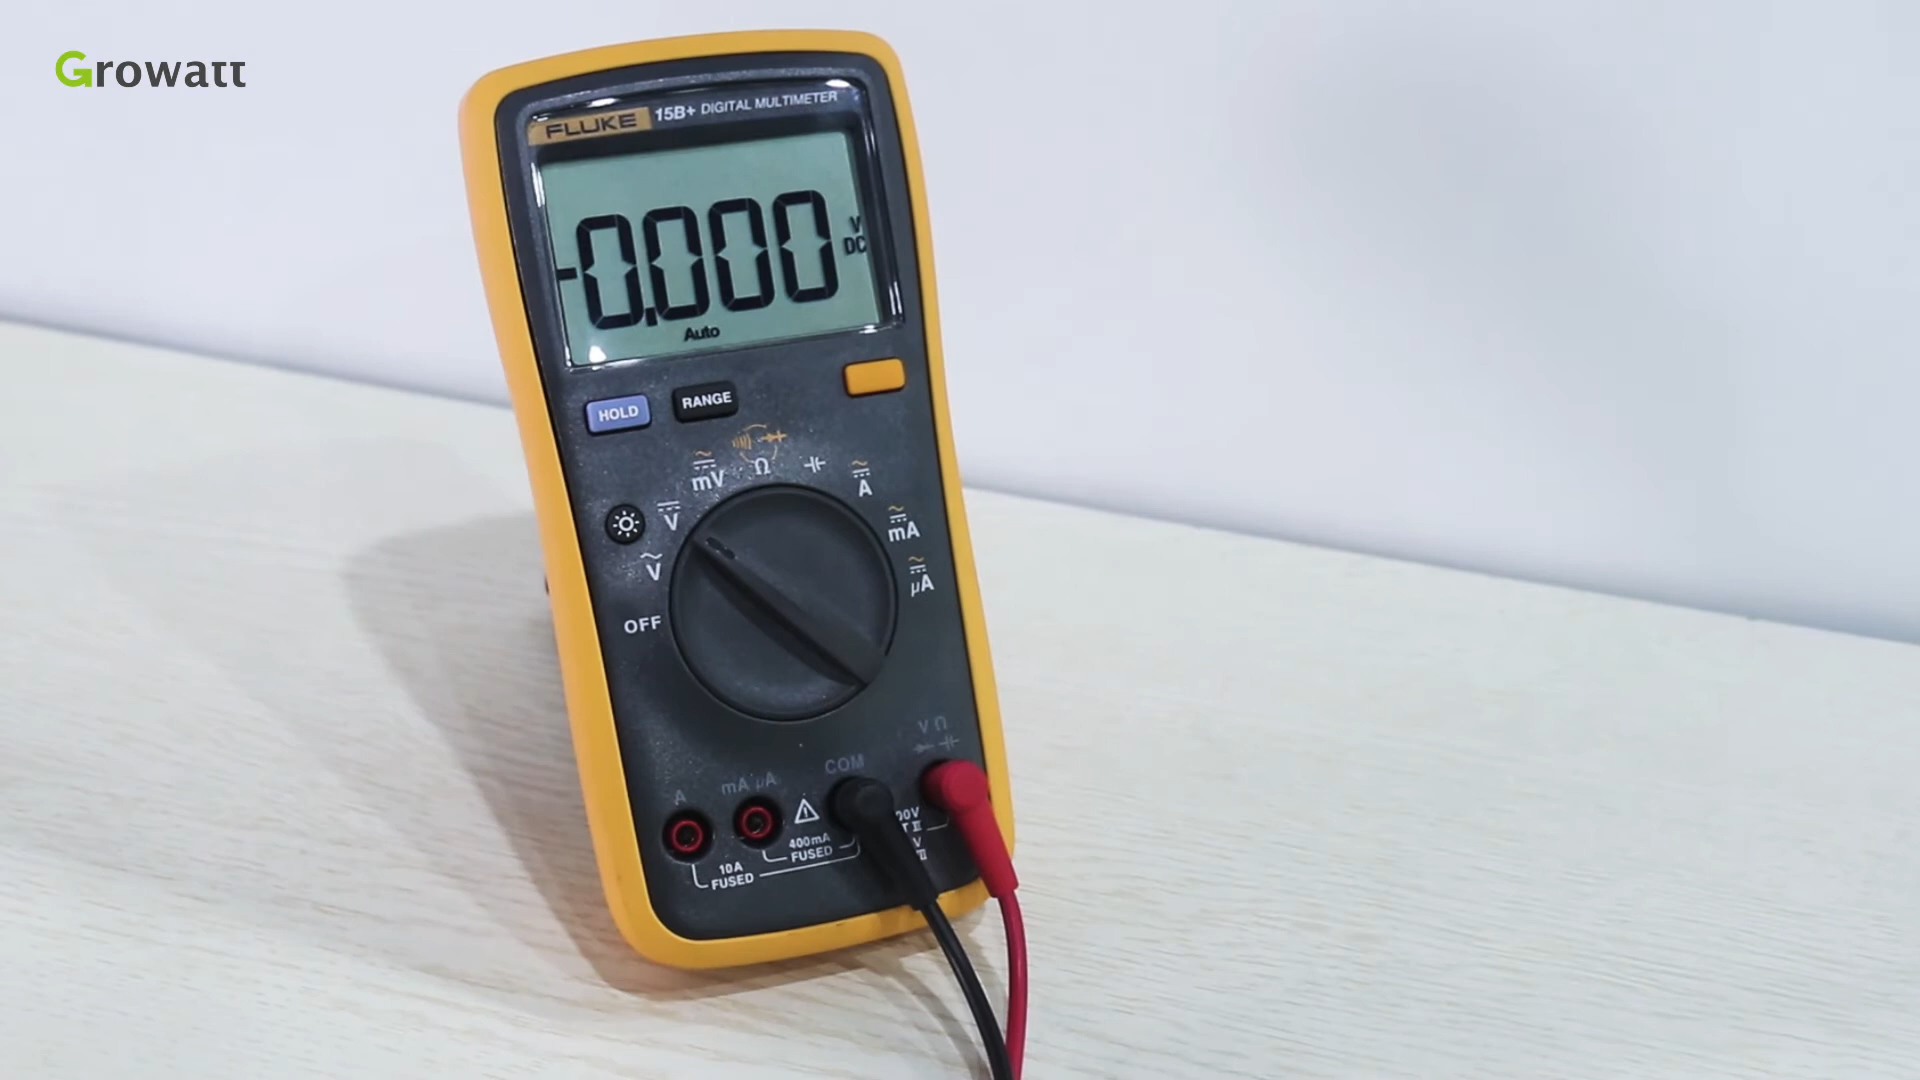 Growatt
FLUKE 15B+ DIGITAL MULTIMETER
-0.000 V DC
Auto
HOLD RANGE
mV Ω A
V mA
V µA
OFF
V Ω
A mA µA COM
400mA FUSED
10A FUSED